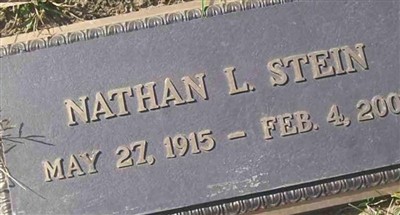 NATHAN L. STEIN
MAY 27, 1915 – FEB. 4, 200